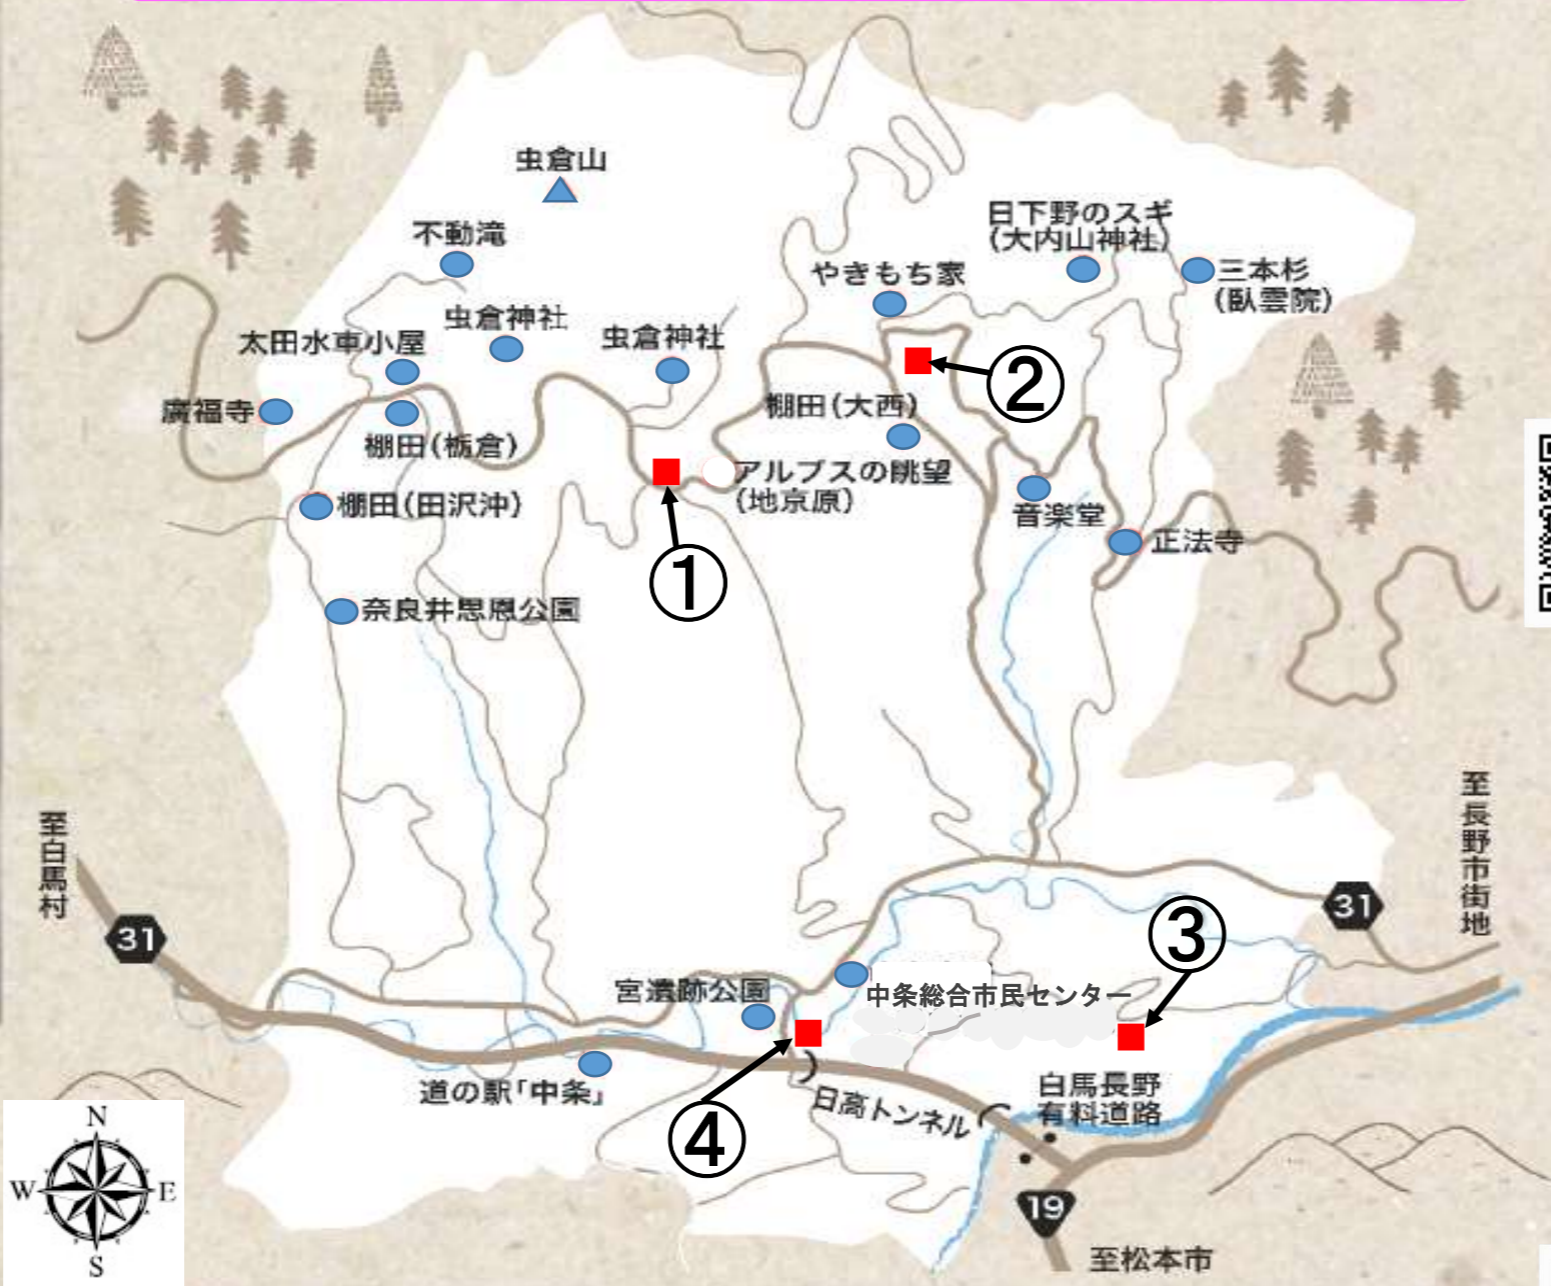 虫倉山
不動滝
日下野のスギ
(大内山神社)
やきもち家
三本杉
(臥雲院)
虫倉神社
虫倉神社
太田水車小屋
②
廣福寺
棚田(大西)
棚田(栃倉)
アルプスの眺望
(地京原)
棚田(田沢沖)
音楽堂
正法寺
①
奈良井思恩公園
至白馬村
至長野市街地
31
31
③
宮遺跡公園
中条総合市民センター
道の駅「中条」
日高トンネル
白馬長野
有料道路
④
19
至松本市
N
W
E
S